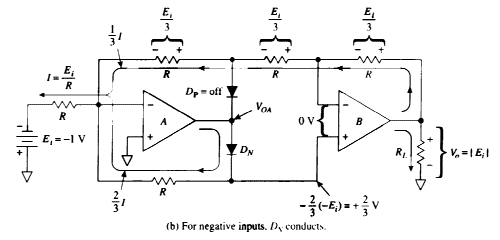 E_i/3
E_i/3
E_i/3
1/3 I
- +
- +
- +
R
R
R
I = E_i/R
D_P = off
R
A
V_OA
0 V
B
E_i = -1 V
D_N
R_L
V_o = |E_i|
2/3 I
R
-2/3(-E_i) = +2/3 V
(b) For negative inputs, D_N conducts.